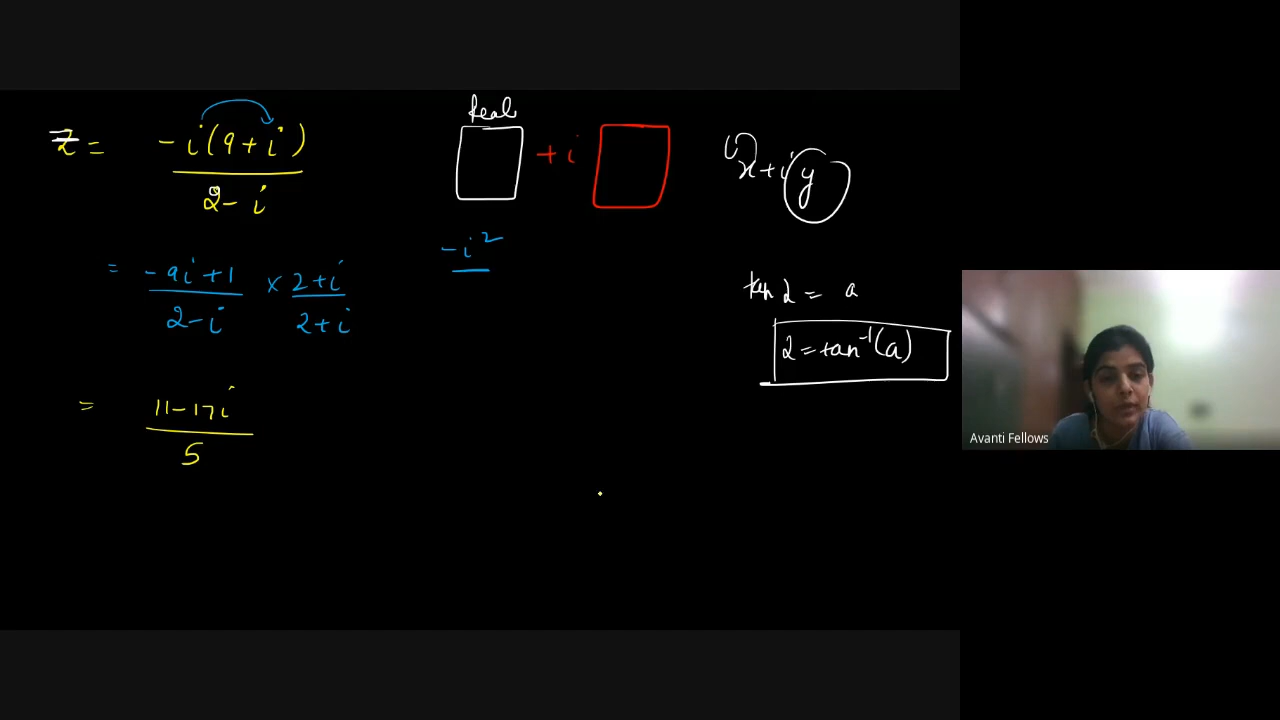 Real
z = -i(9+i) / 2-i
□ + i □
x+iy
-i²
= -9i+1 / 2-i × 2+i / 2+i
tan α = a
α = tan⁻¹(a)
= 11-17i / 5
Avanti Fellows